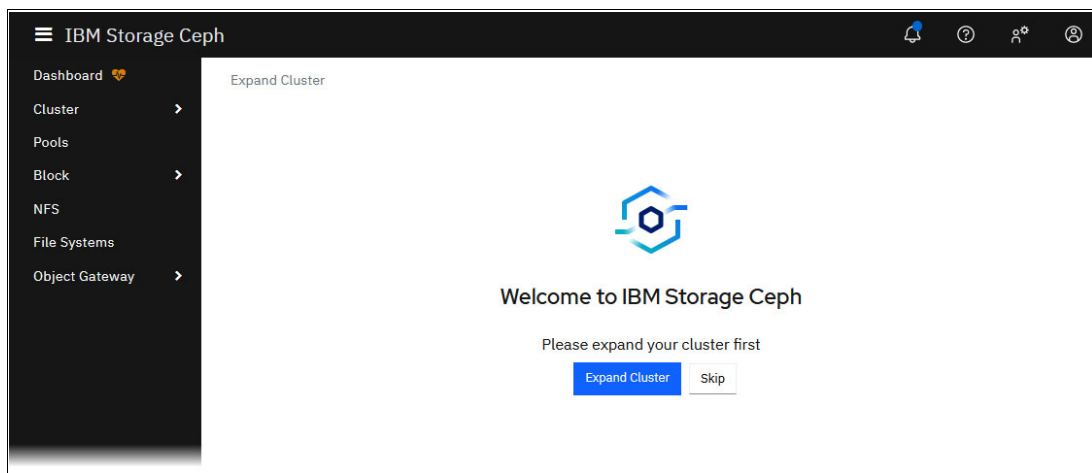 IBM Storage Ceph
Dashboard
Cluster
Pools
Block
NFS
File Systems
Object Gateway
Expand Cluster
Welcome to IBM Storage Ceph
Please expand your cluster first
Expand Cluster Skip